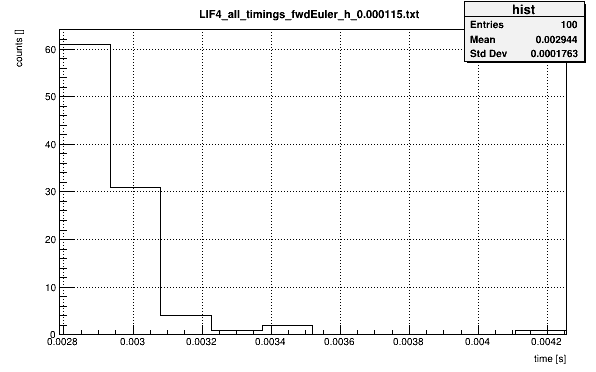 LIF4_all_timings_fwdEuler_h_0.000115.txt
hist
Entries 100
Mean 0.002944
Std Dev 0.0001763
counts []
60
50
40
30
20
10
0
0.0028 0.003 0.0032 0.0034 0.0036 0.0038 0.004 0.0042
time [s]